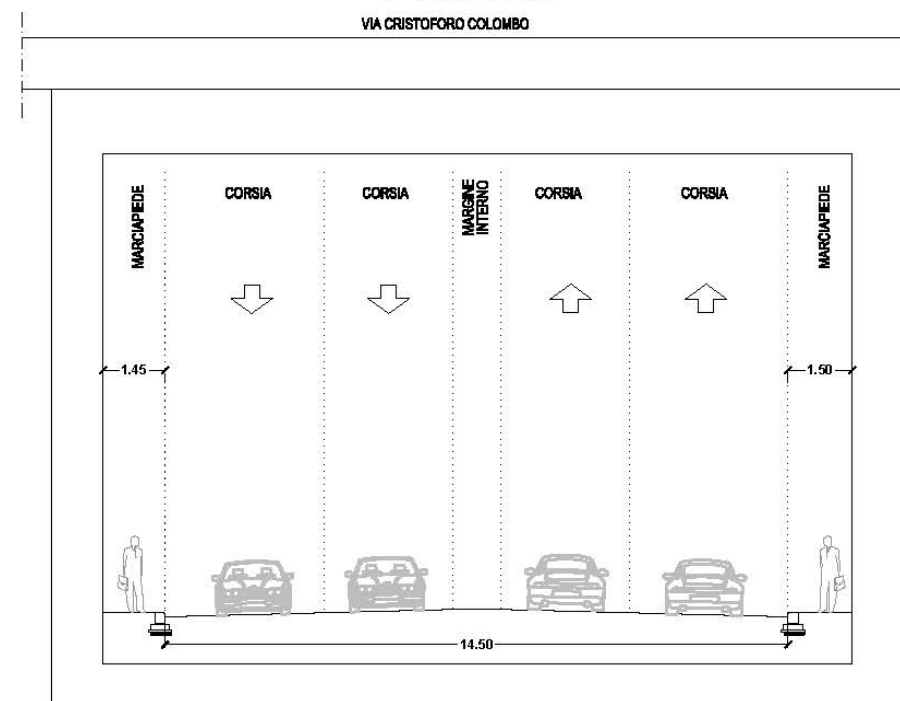 VIA CRISTOFORO COLOMBO
MARCIAPIEDE
CORSIA
CORSIA
MARGINE
INTERNO
CORSIA
CORSIA
MARCIAPIEDE
1.45
1.50
14.50